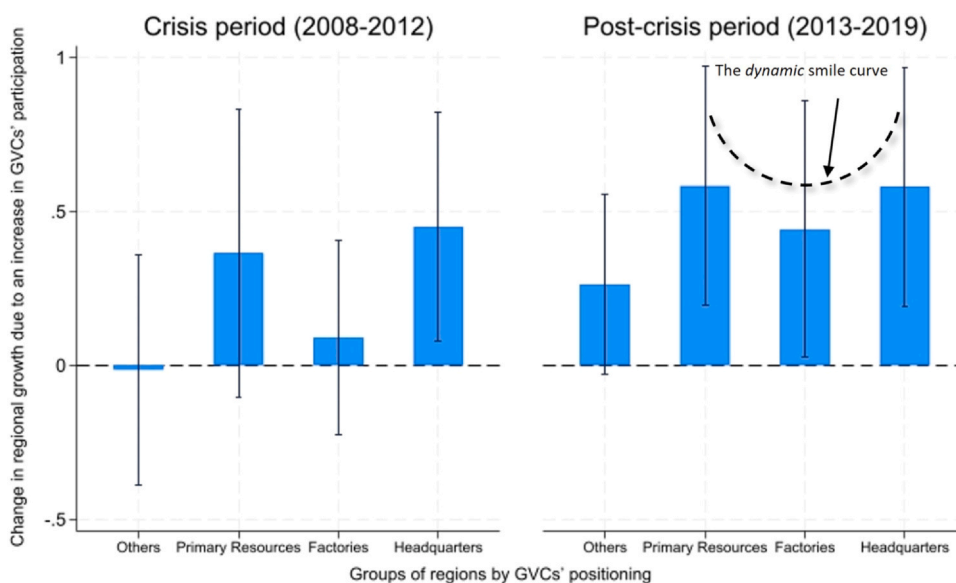 Crisis period (2008-2012)
Post-crisis period (2013-2019)
The dynamic smile curve
Change in regional growth due to an increase in GVCs' participation
1
.5
0
-.5
Others Primary Resources Factories Headquarters
Others Primary Resources Factories Headquarters
Groups of regions by GVCs' positioning